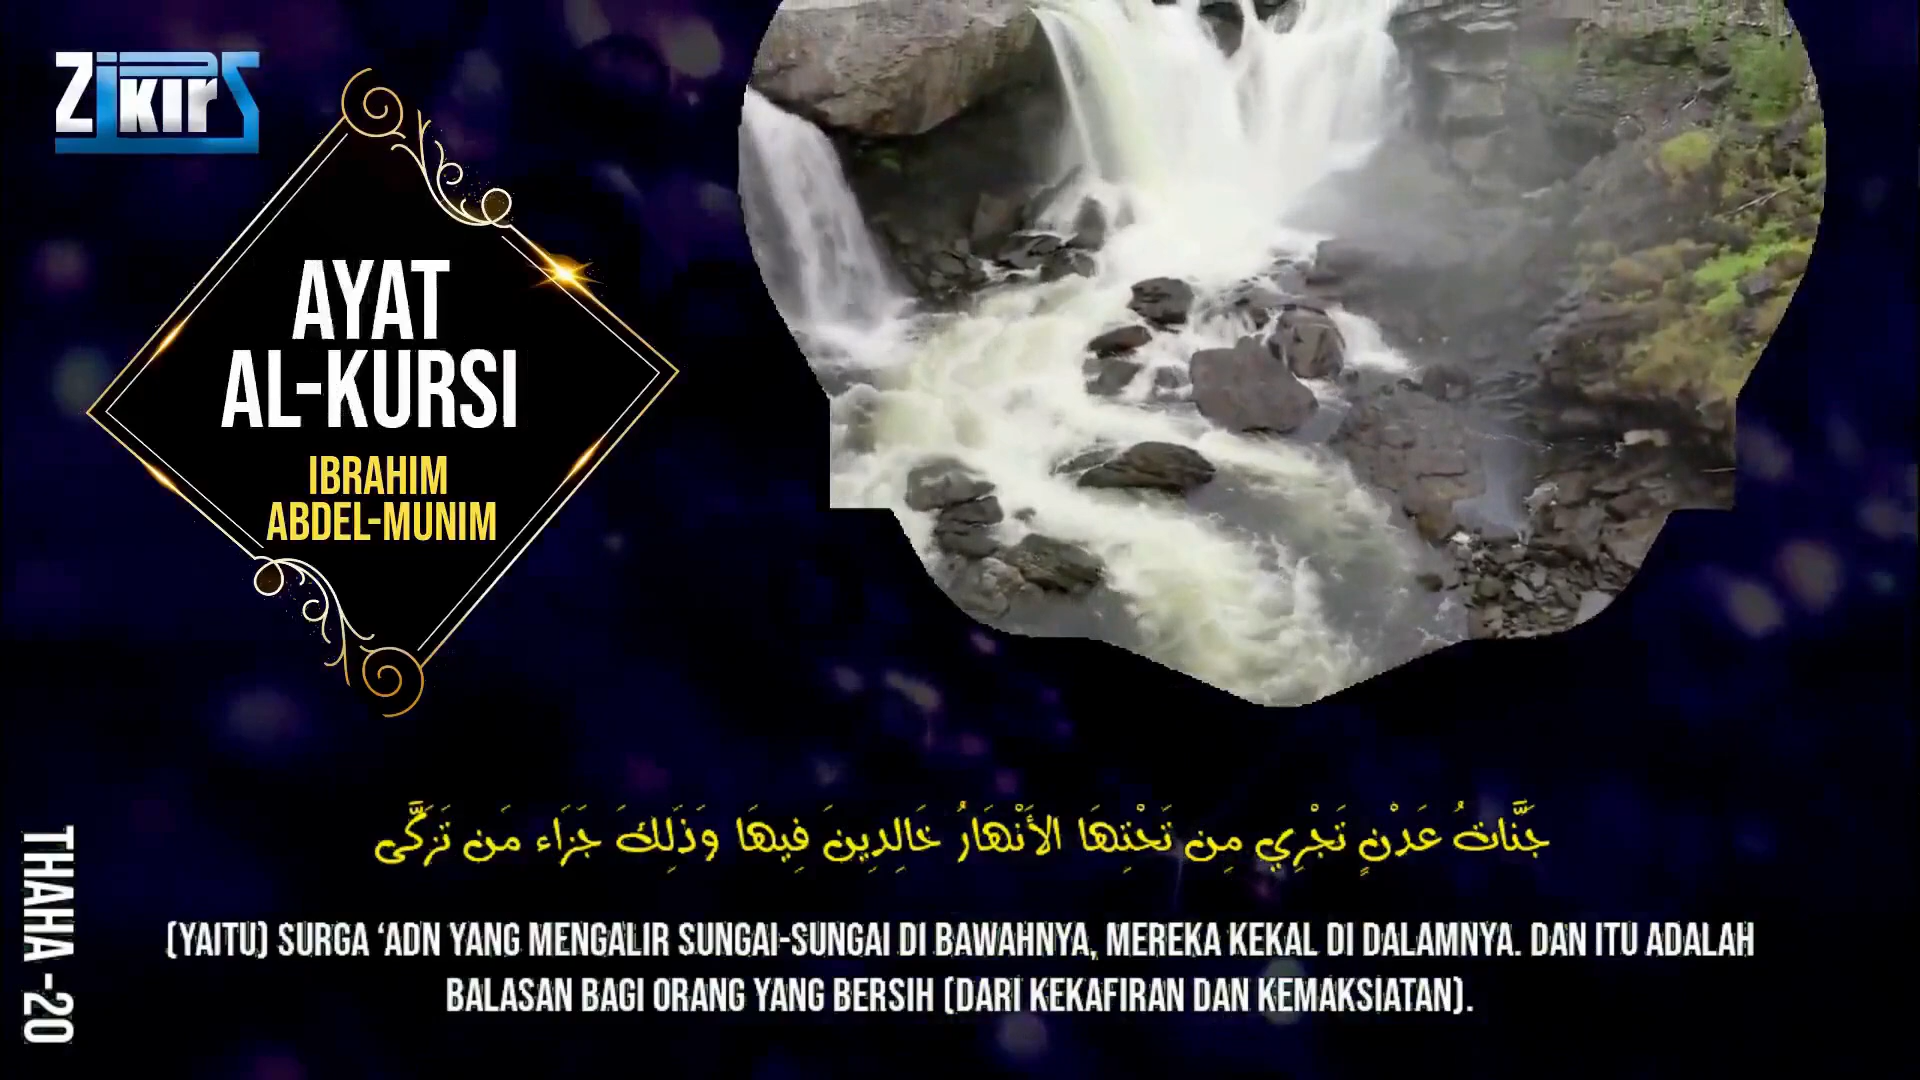 ZikirS
AYAT
AL-KURSI
IBRAHIM
ABDEL-MUNIM
جَنَّاتُ عَدْنٍ تَجْرِي مِن تَحْتِهَا الأَنْهَارُ خَالِدِينَ فِيهَا وَذَلِكَ جَزَاء مَن تَزَكَّى
(YAITU) SURGA ‘ADN YANG MENGALIR SUNGAI-SUNGAI DI BAWAHNYA, MEREKA KEKAL DI DALAMNYA. DAN ITU ADALAH
BALASAN BAGI ORANG YANG BERSIH (DARI KEKAFIRAN DAN KEMAKSIATAN).
THAHA -20